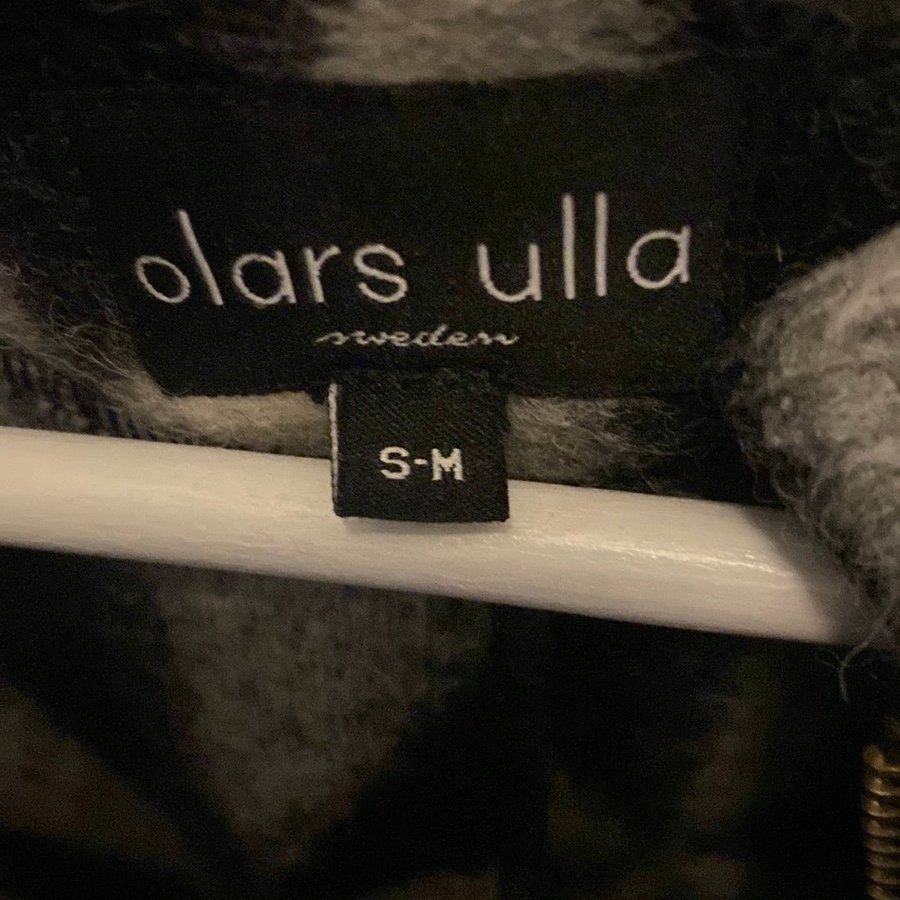 olars ulla
sweden
S-M